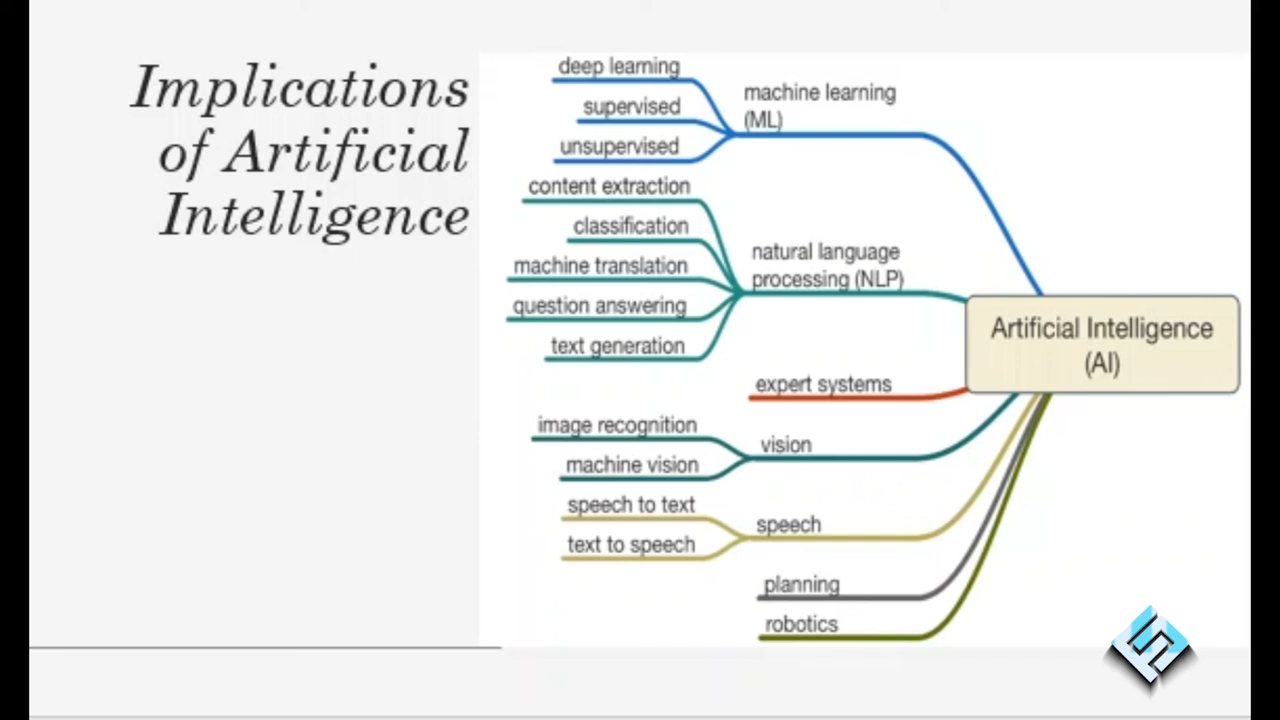 Implications
of Artificial
Intelligence
deep learning
supervised
unsupervised
machine learning
(ML)
content extraction
classification
machine translation
question answering
text generation
natural language
processing (NLP)
expert systems
image recognition
machine vision
vision
speech to text
text to speech
speech
planning
robotics
Artificial Intelligence
(AI)